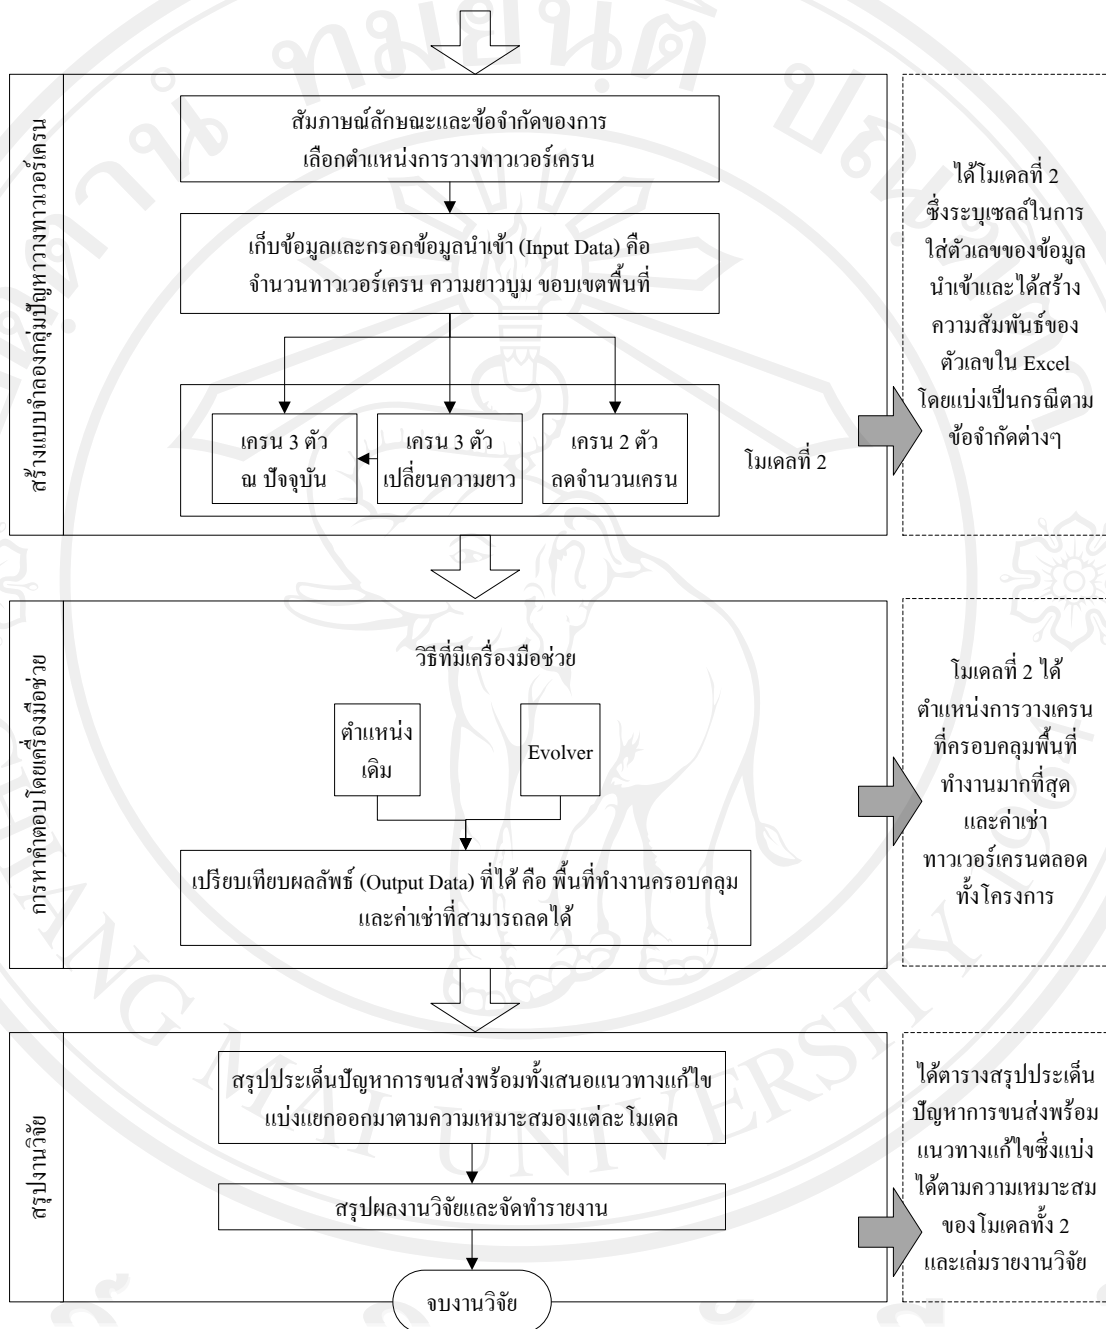 สร้างแบบจำลองกลุ่มปัญหาวางทาวเวอร์เครน
สัมภาษณ์ลักษณะและข้อจำกัดของการ
เลือกตำแหน่งการวางทาวเวอร์เครน
เก็บข้อมูลและกรอกข้อมูลนำเข้า (Input Data) คือ
จำนวนทาวเวอร์เครน ความยาวบูม ขอบเขตพื้นที่
เครน 3 ตัว
ณ ปัจจุบัน
เครน 3 ตัว
เปลี่ยนความยาว
เครน 2 ตัว
ลดจำนวนเครน
โมเดลที่ 2
ได้โมเดลที่ 2
ซึ่งระบุเซลล์ในการ
ใส่ตัวเลขของข้อมูล
นำเข้าและได้สร้าง
ความสัมพันธ์ของ
ตัวเลขใน Excel
โดยแบ่งเป็นกรณีตาม
ข้อจำกัดต่างๆ
การหาคำตอบโดยเครื่องมือช่วย
วิธีที่มีเครื่องมือช่วย
ตำแหน่ง
เดิม
Evolver
เปรียบเทียบผลลัพธ์ (Output Data) ที่ได้ คือ พื้นที่ทำงานครอบคลุม
และค่าเช่าที่สามารถลดได้
โมเดลที่ 2 ได้
ตำแหน่งการวางเครน
ที่ครอบคลุมพื้นที่
ทำงานมากที่สุด
และค่าเช่า
ทาวเวอร์เครนตลอด
ทั้งโครงการ
สรุปงานวิจัย
สรุปประเด็นปัญหาการขนส่งพร้อมทั้งเสนอแนวทางแก้ไข
แบ่งแยกออกมาตามความเหมาะสมองแต่ละโมเดล
สรุปผลงานวิจัยและจัดทำรายงาน
จบงานวิจัย
ได้ตารางสรุปประเด็น
ปัญหาการขนส่งพร้อม
แนวทางแก้ไขซึ่งแบ่ง
ได้ตามความเหมาะสม
ของโมเดลทั้ง 2
และเล่มรายงานวิจัย
CHIANG MAI UNIVERSITY 1964